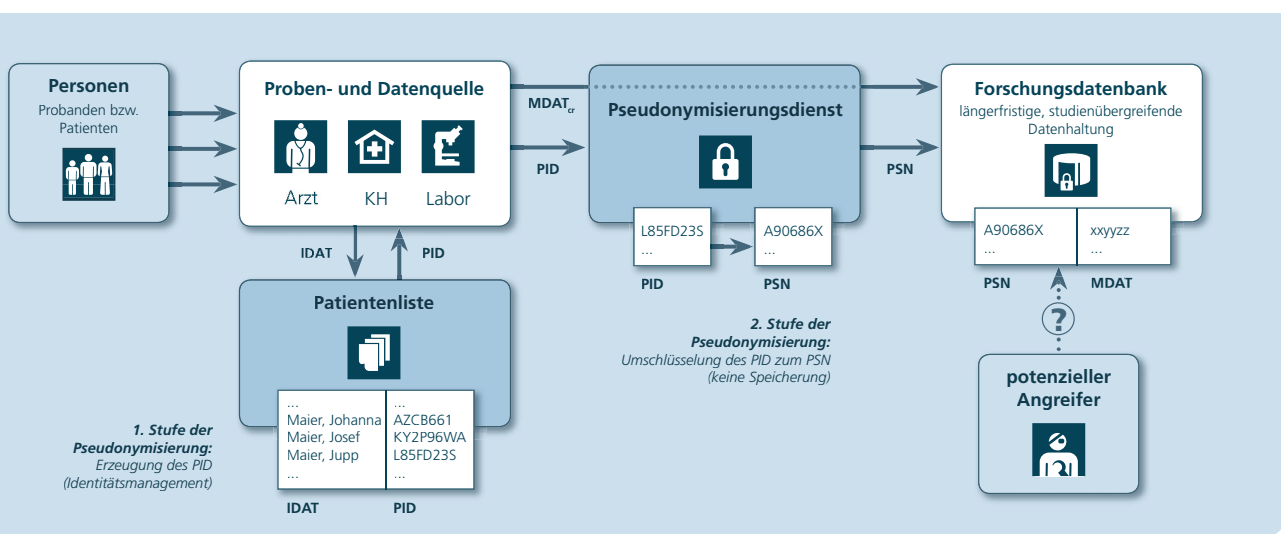 Personen
Probanden bzw.
Patienten
Proben- und Datenquelle
Arzt
KH
Labor
MDATcr
PID
Pseudonymisierungsdienst
L85FD23S
...
A90686X
...
PID
PSN
PSN
Forschungsdatenbank
längerfristige, studienübergreifende
Datenhaltung
A90686X
...
xxyyzz
...
PSN
MDAT
IDAT
PID
Patientenliste
...
Maier, Johanna
Maier, Josef
Maier, Jupp
...
...
AZCB661
KY2P96WA
L85FD23S
...
IDAT
PID
1. Stufe der
Pseudonymisierung:
Erzeugung des PID
(Identitätsmanagement)
2. Stufe der
Pseudonymisierung:
Umschlüsselung des PID zum PSN
(keine Speicherung)
?
potenzieller
Angreifer